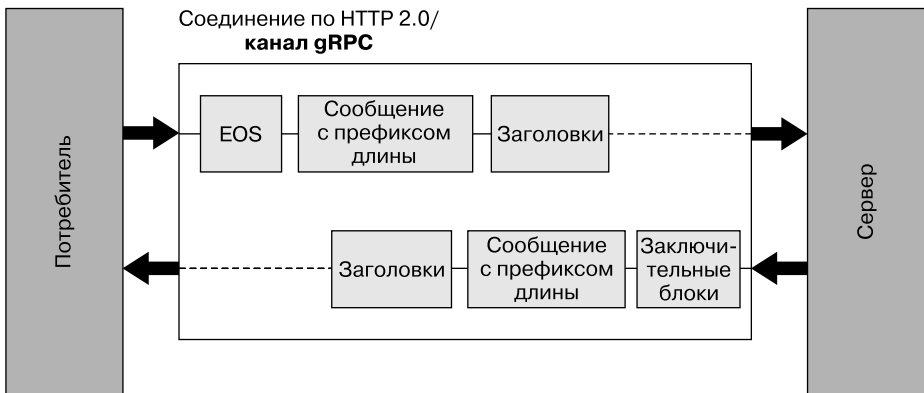 Соединение по HTTP 2.0/
канал gRPC
Потребитель
EOS
Сообщение
с префиксом
длины
Заголовки
Заголовки
Сообщение
с префиксом
длины
Заключи-
тельные
блоки
Сервер